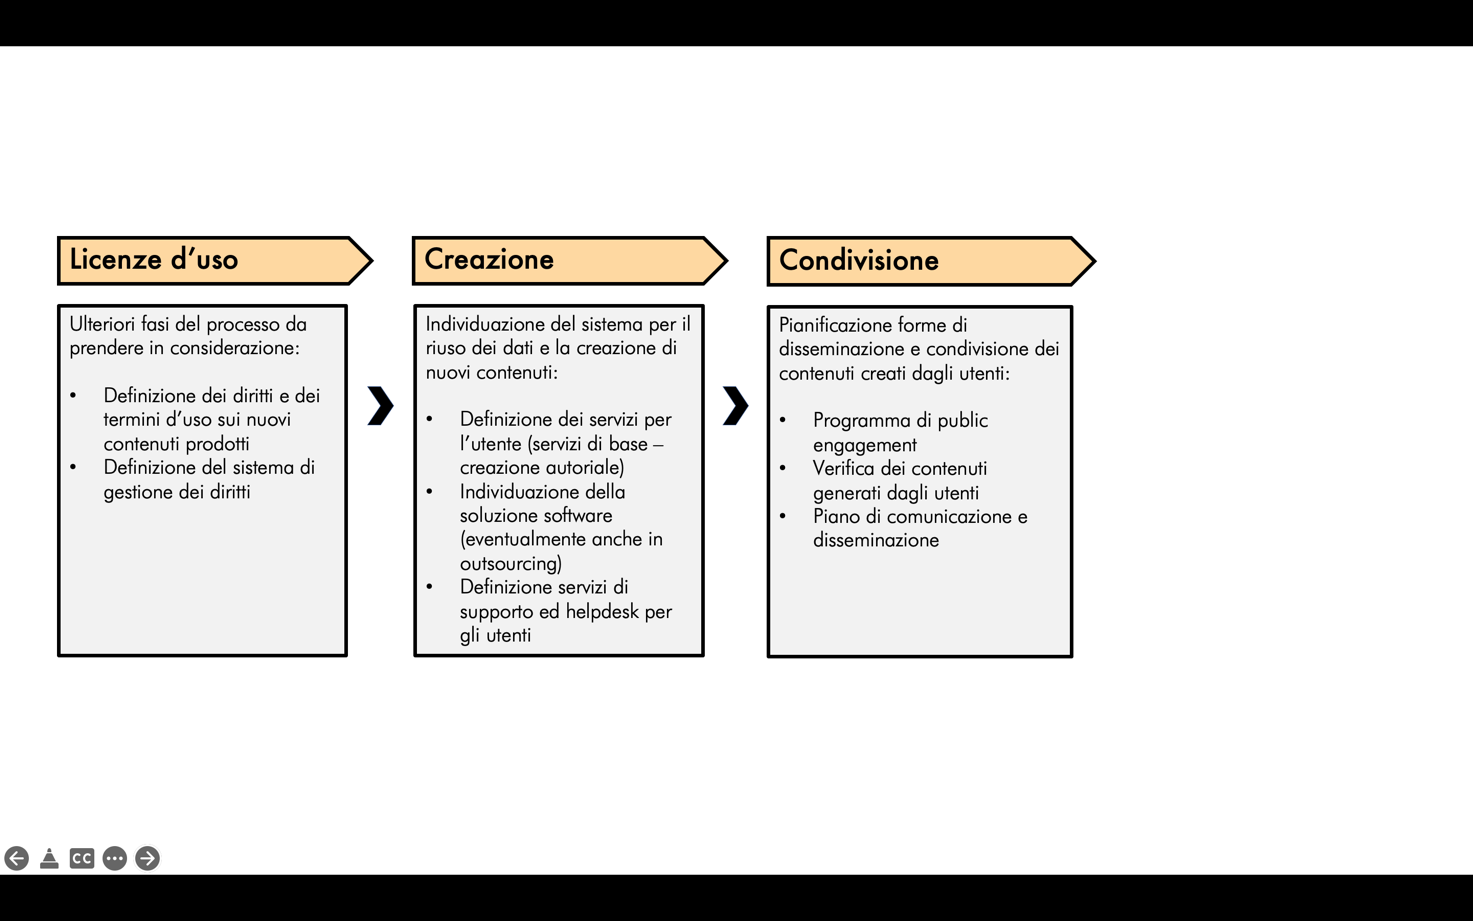 Licenze d’uso
Ulteriori fasi del processo da
prendere in considerazione:
• Definizione dei diritti e dei
termini d’uso sui nuovi
contenuti prodotti
• Definizione del sistema di
gestione dei diritti
Creazione
Individuazione del sistema per il
riuso dei dati e la creazione di
nuovi contenuti:
• Definizione dei servizi per
l’utente (servizi di base –
creazione autoriale)
• Individuazione della
soluzione software
(eventualmente anche in
outsourcing)
• Definizione servizi di
supporto ed helpdesk per
gli utenti
Condivisione
Pianificazione forme di
disseminazione e condivisione dei
contenuti creati dagli utenti:
• Programma di public
engagement
• Verifica dei contenuti
generati dagli utenti
• Piano di comunicazione e
disseminazione
CC